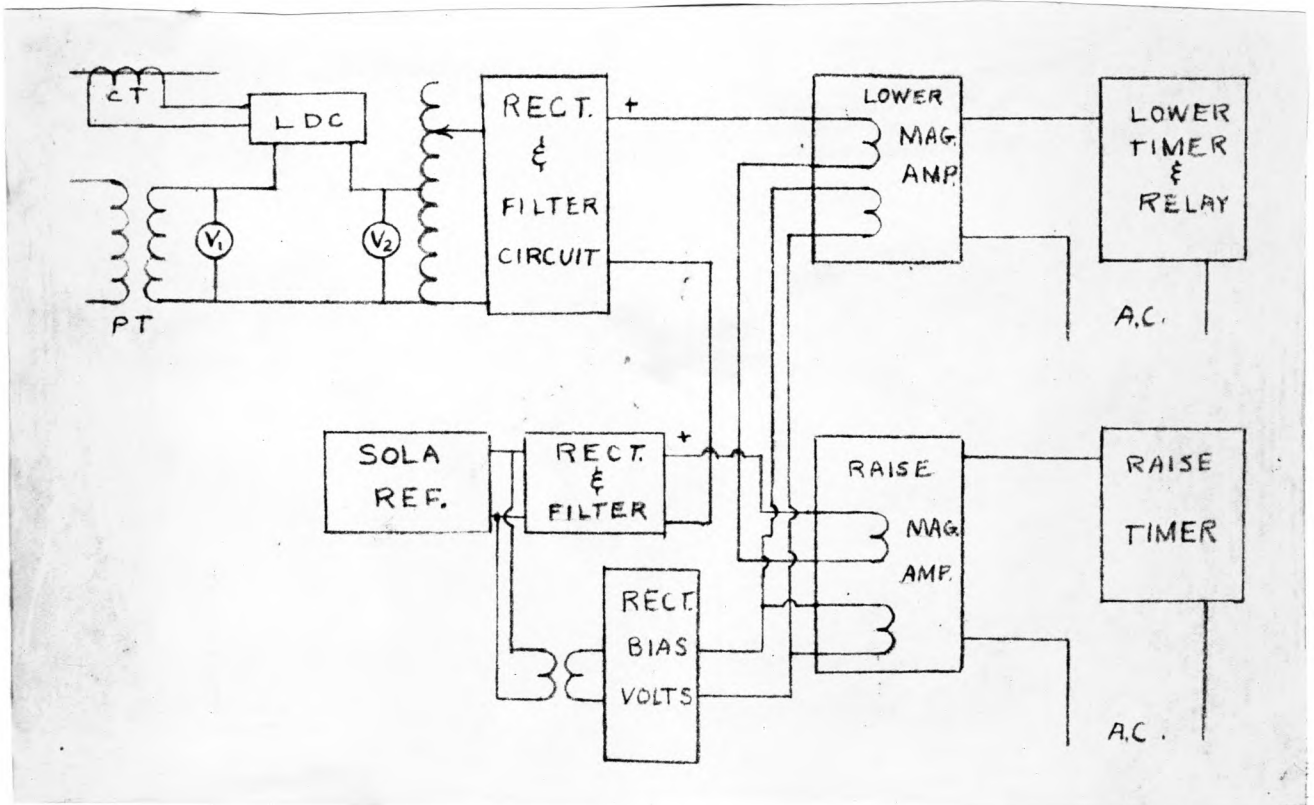 CT
LDC
V1
V2
PT
RECT.
&
FILTER
CIRCUIT
+
LOWER
MAG.
AMP.
LOWER
TIMER
&
RELAY
A.C.
SOLA
REF.
RECT.
&
FILTER
+
RECT.
BIAS
VOLTS
RAISE
MAG.
AMP.
RAISE
TIMER
A.C.